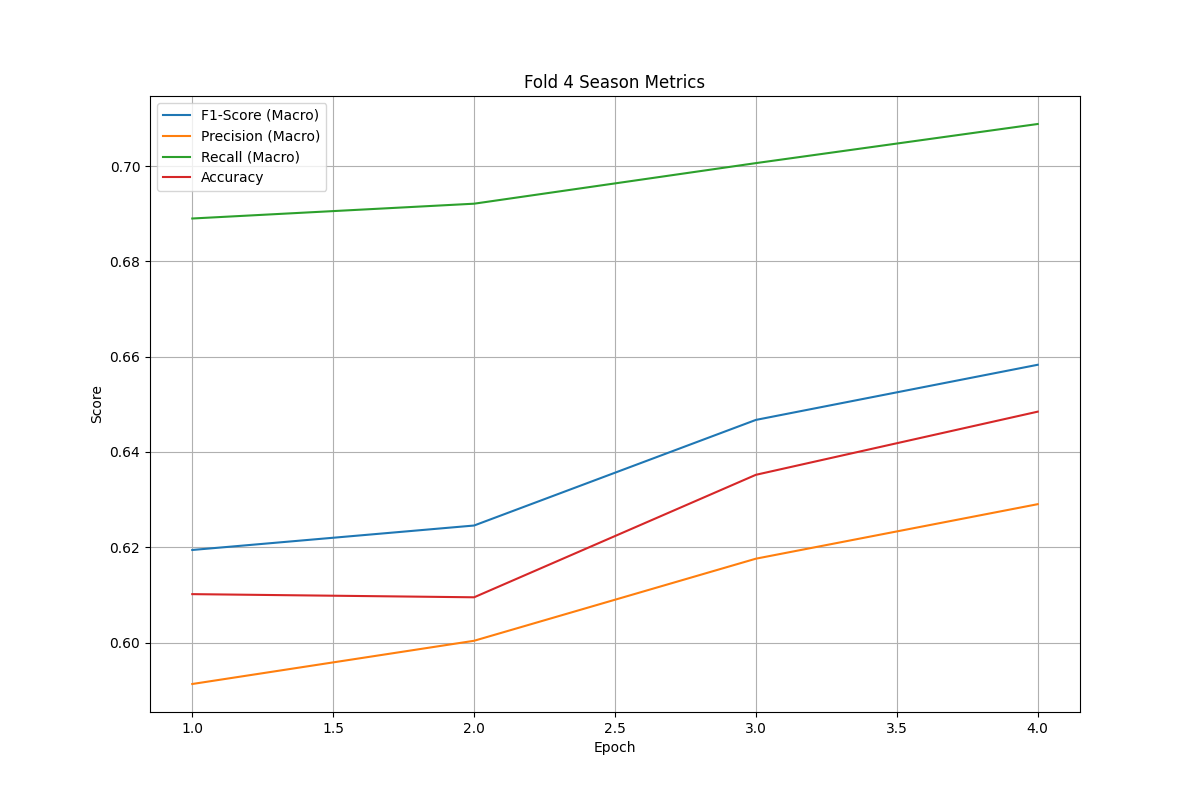 Fold 4 Season Metrics
F1-Score (Macro)
Precision (Macro)
Recall (Macro)
Accuracy
0.70
0.68
0.66
0.64
0.62
0.60
Score
1.0 1.5 2.0 2.5 3.0 3.5 4.0
Epoch